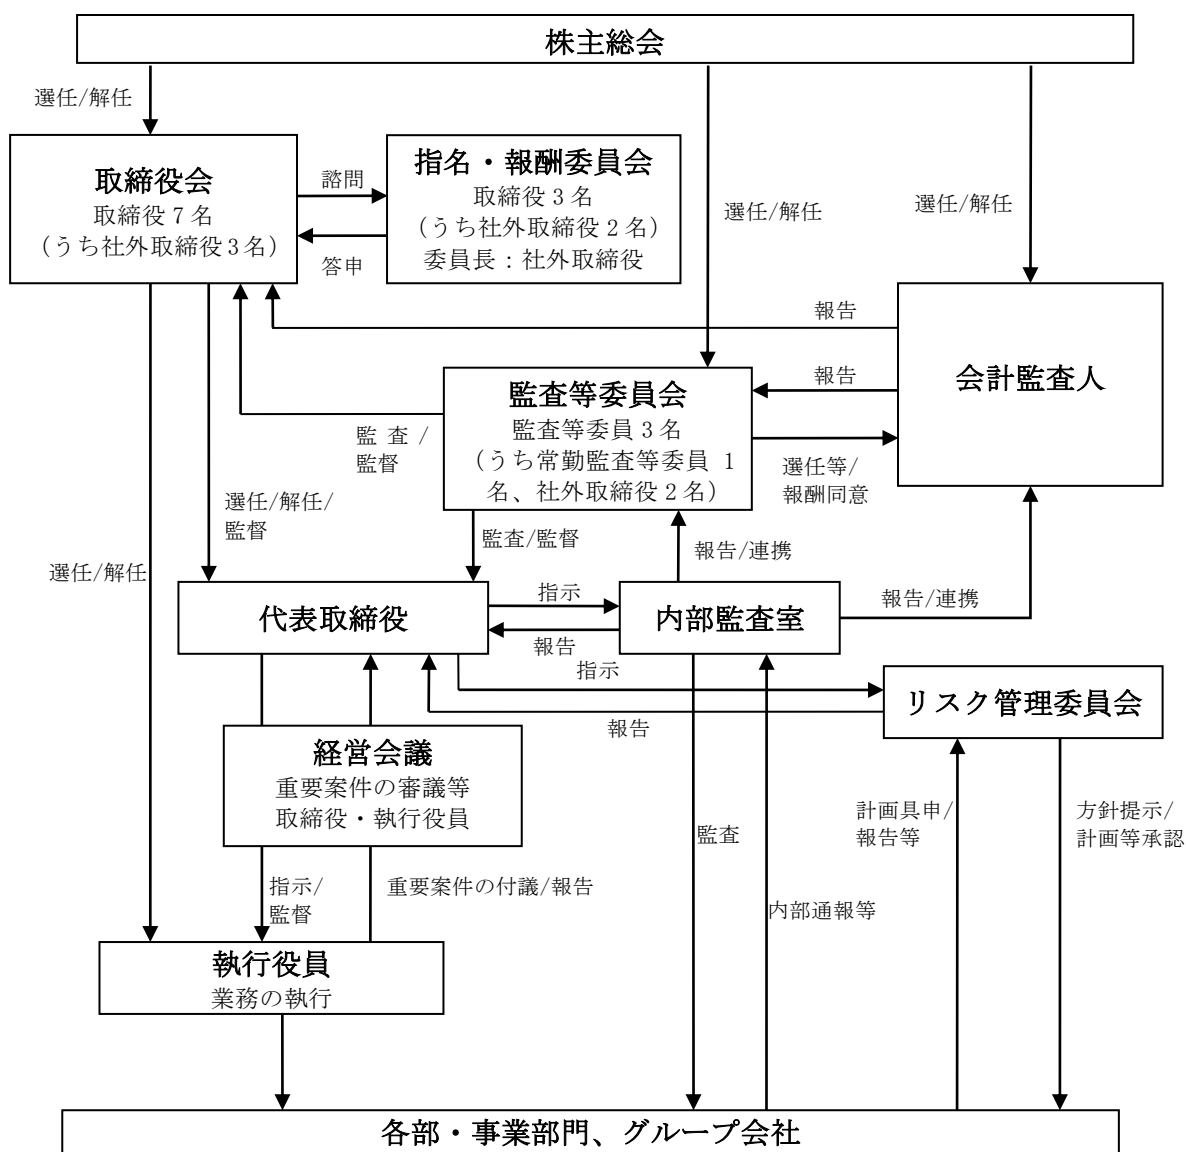 株主総会
選任/解任
取締役会
取締役7名
（うち社外取締役3名）
諮問
答申
指名・報酬委員会
取締役3名
（うち社外取締役2名）
委員長：社外取締役
選任/解任
選任/解任
報告
会計監査人
報告
監査等委員会
監査等委員3名
（うち常勤監査等委員 1
名、社外取締役2名）
監査/
監督
選任等/
報酬同意
選任/解任/
監督
監査/監督
報告/連携
選任/解任
代表取締役
指示
報告
内部監査室
報告/連携
指示
報告
リスク管理委員会
経営会議
重要案件の審議等
取締役・執行役員
監査
計画具申/
報告等
方針提示/
計画等承認
指示/
監督
重要案件の付議/報告
内部通報等
執行役員
業務の執行
各部・事業部門、グループ会社